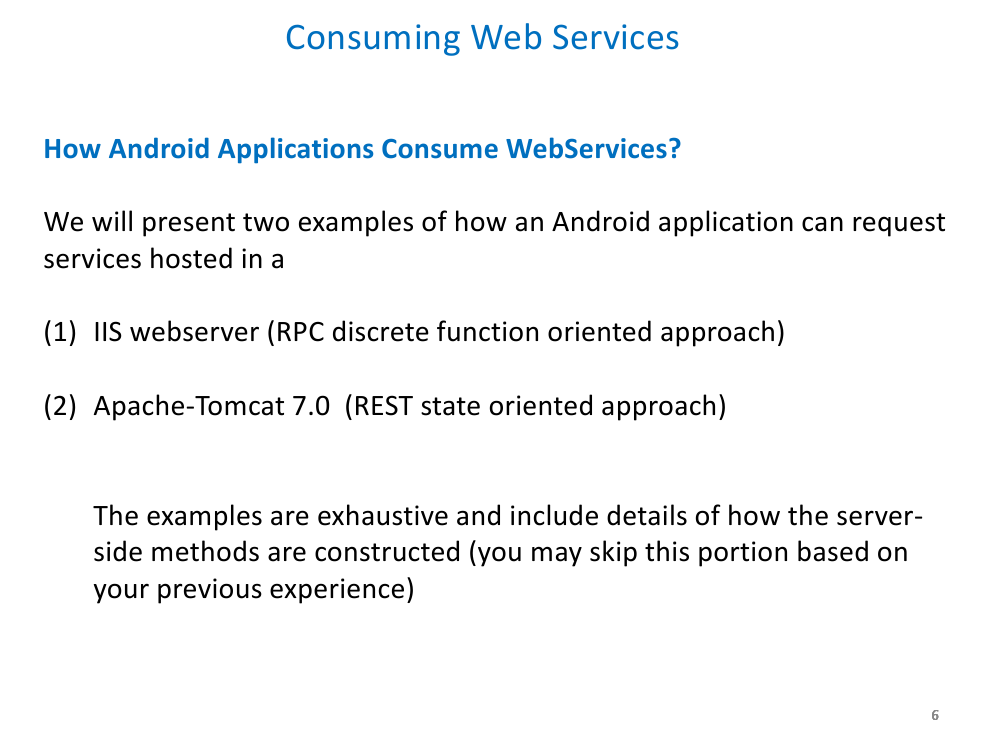 Consuming Web Services
How Android Applications Consume WebServices?
We will present two examples of how an Android application can request
services hosted in a
(1) IIS webserver (RPC discrete function oriented approach)
(2) Apache-Tomcat 7.0 (REST state oriented approach)
The examples are exhaustive and include details of how the server-
side methods are constructed (you may skip this portion based on
your previous experience)
6